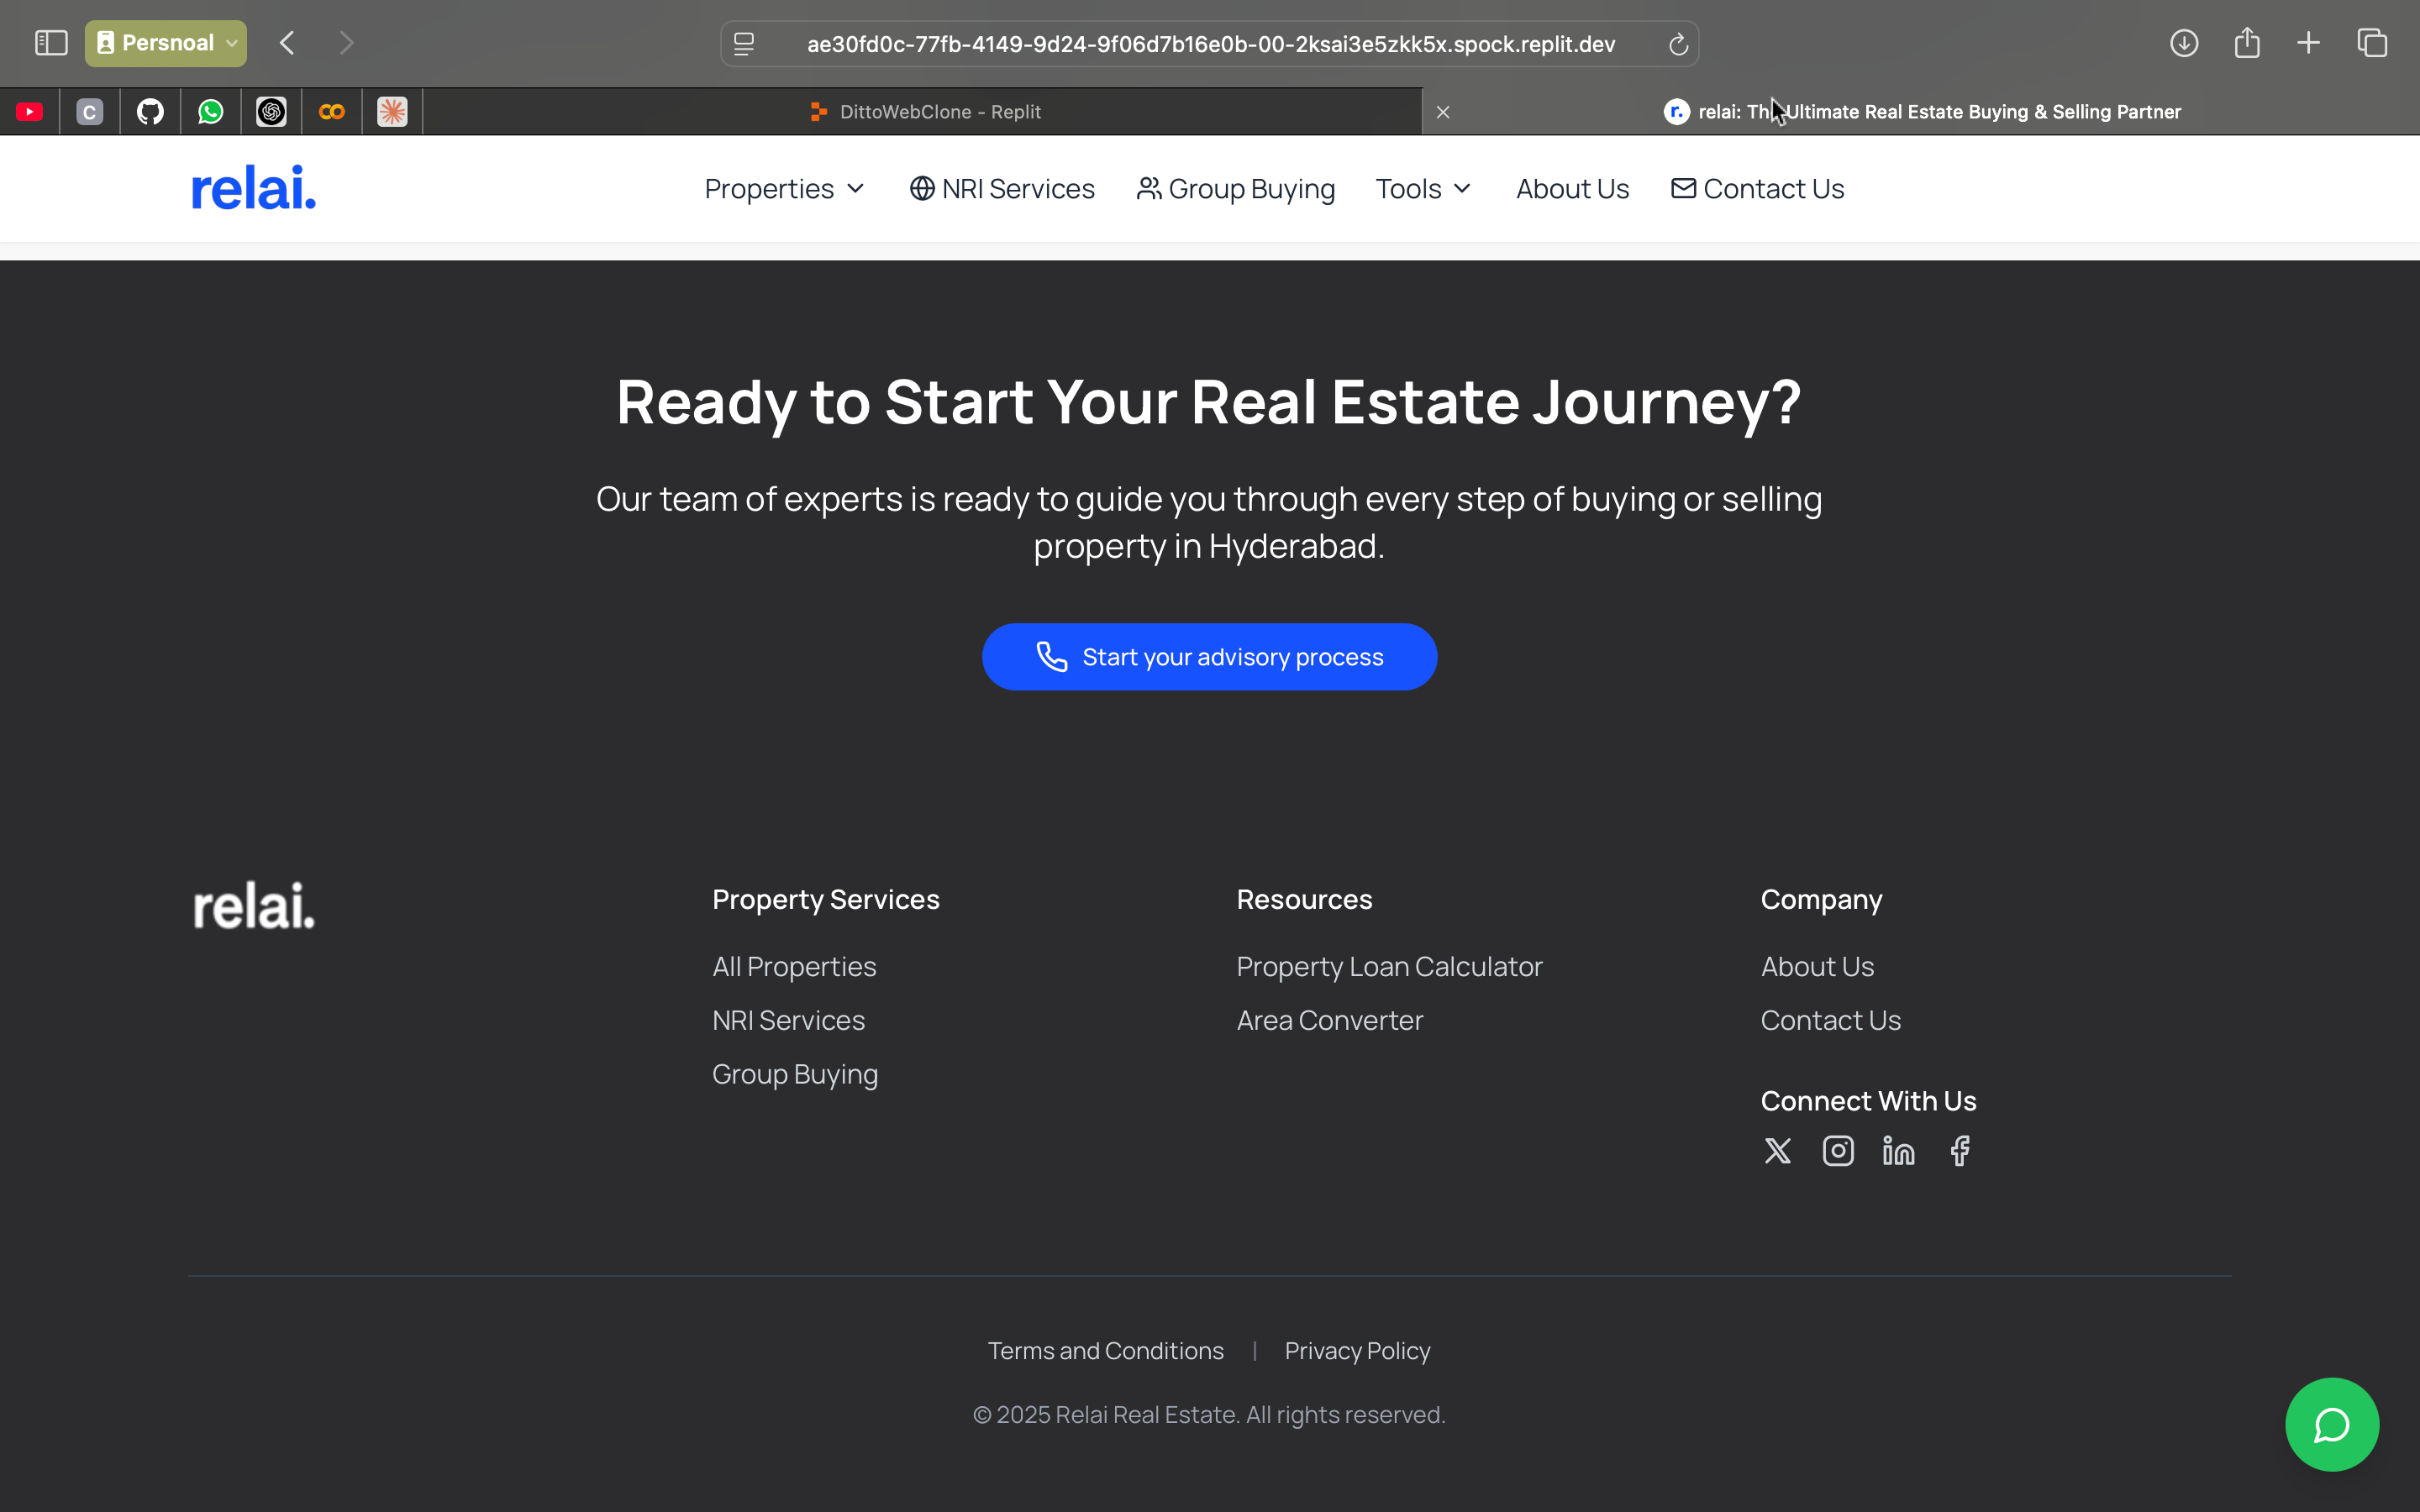 Persnoal
ae30fd0c-77fb-4149-9d24-9f06d7b16e0b-00-2ksai3e5zkk5x.spock.replit.dev
C
DittoWebClone - Replit
r. relai: Th Ultimate Real Estate Buying & Selling Partner
relai.
Properties
NRI Services
Group Buying
Tools
About Us
Contact Us
Ready to Start Your Real Estate Journey?
Our team of experts is ready to guide you through every step of buying or selling
property in Hyderabad.
Start your advisory process
relai.
Property Services
All Properties
NRI Services
Group Buying
Resources
Property Loan Calculator
Area Converter
Company
About Us
Contact Us
Connect With Us
Terms and Conditions | Privacy Policy
© 2025 Relai Real Estate. All rights reserved.